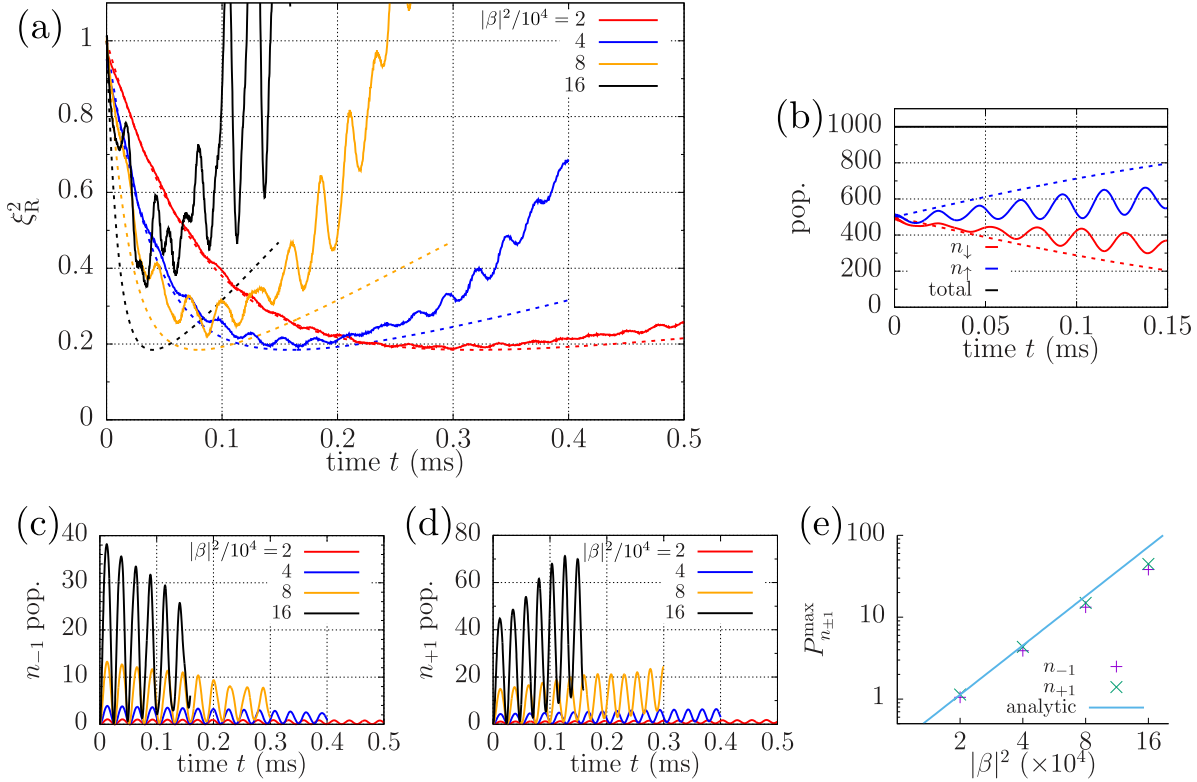 (a)
|β|²/10⁴ = 2
4
8
16
1
0.8
0.6
0.4
0.2
0
ξ²_R
0
0.1
0.2
0.3
0.4
0.5
time t (ms)
(b)
1000
800
600
400
200
0
pop.
n↓
n↑
total
0
0.05
0.1
0.15
time t (ms)
(c)
40
30
20
10
0
n₋₁ pop.
|β|²/10⁴ = 2
4
8
16
0
0.1
0.2
0.3
0.4
0.5
time t (ms)
(d)
80
60
40
20
0
n₊₁ pop.
|β|²/10⁴ = 2
4
8
16
0
0.1
0.2
0.3
0.4
0.5
time t (ms)
(e)
100
10
1
P^max_n±1
n₋₁
n₊₁
analytic
2
4
8
16
|β|² (×10⁴)